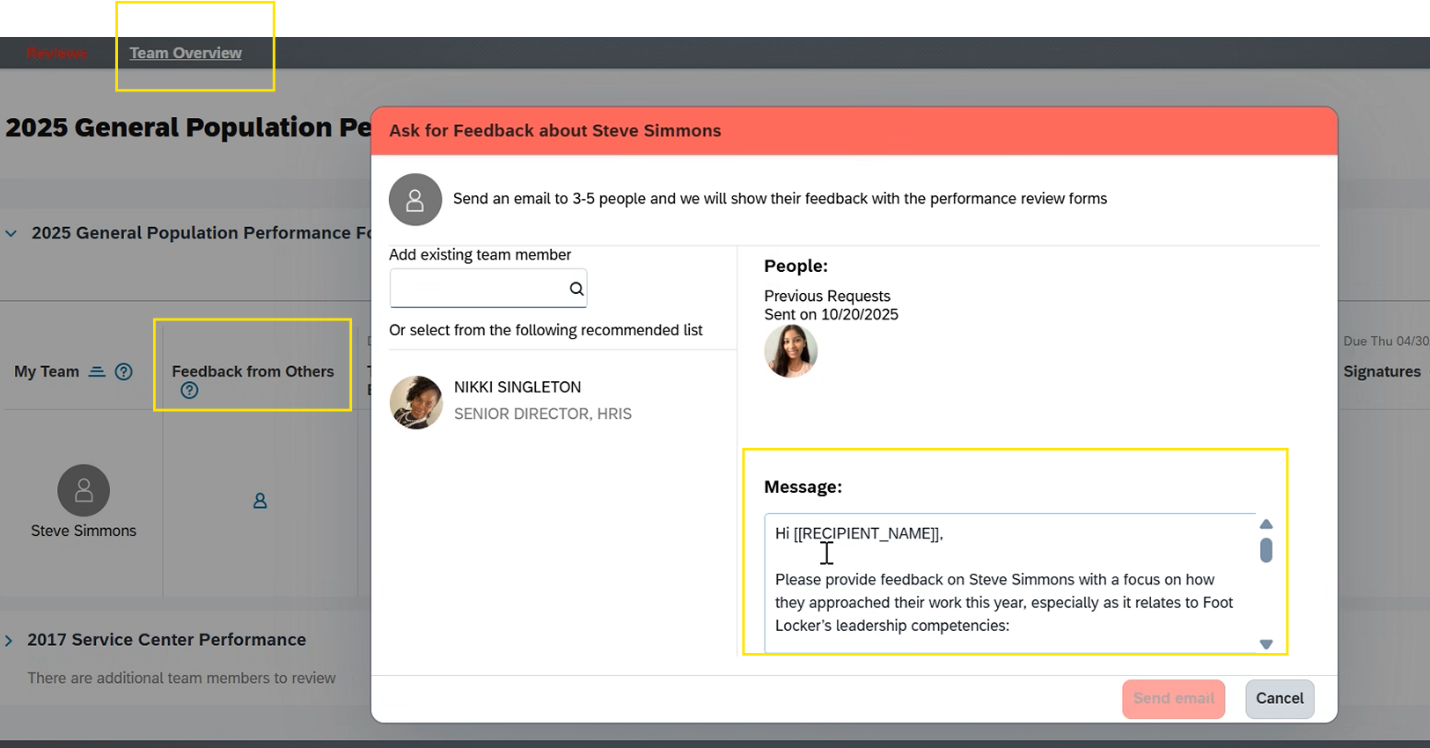 Reviews
Team Overview
2025 General Population Pe
Ask for Feedback about Steve Simmons
Send an email to 3-5 people and we will show their feedback with the performance review forms
2025 General Population Performance Fo
Add existing team member
Or select from the following recommended list
NIKKI SINGLETON
SENIOR DIRECTOR, HRIS
People:
Previous Requests
Sent on 10/20/2025
Message:
Hi [[RECIPIENT_NAME]],
Please provide feedback on Steve Simmons with a focus on how
they approached their work this year, especially as it relates to Foot
Locker's leadership competencies:
Send email
Cancel
My Team
Feedback from Others
Due Thu 04/30
Signatures
Steve Simmons
2017 Service Center Performance
There are additional team members to review